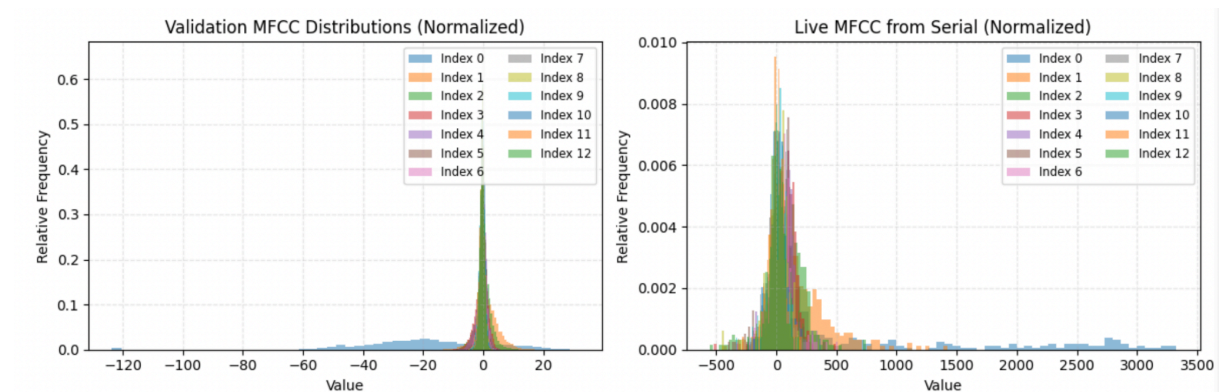 Validation MFCC Distributions (Normalized)
Relative Frequency
0.6
0.5
0.4
0.3
0.2
0.1
0.0
Index 0
Index 1
Index 2
Index 3
Index 4
Index 5
Index 6
Index 7
Index 8
Index 9
Index 10
Index 11
Index 12
−120 −100 −80 −60 −40 −20 0 20
Value
Live MFCC from Serial (Normalized)
Relative Frequency
0.010
0.008
0.006
0.004
0.002
0.000
Index 0
Index 1
Index 2
Index 3
Index 4
Index 5
Index 6
Index 7
Index 8
Index 9
Index 10
Index 11
Index 12
−500 0 500 1000 1500 2000 2500 3000 3500
Value